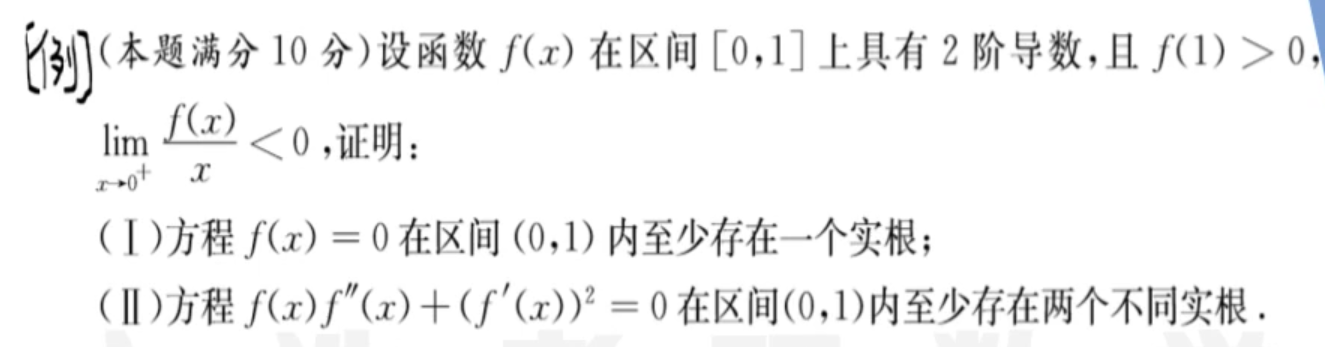 [例](本题满分 10 分)设函数 f(x) 在区间 [0,1] 上具有 2 阶导数,且 f(1) > 0,
lim_{x→0⁺} f(x)/x < 0 ,证明:
(Ⅰ)方程 f(x) = 0 在区间 (0,1) 内至少存在一个实根;
(Ⅱ)方程 f(x)f″(x)+(f′(x))² = 0 在区间(0,1)内至少存在两个不同实根.